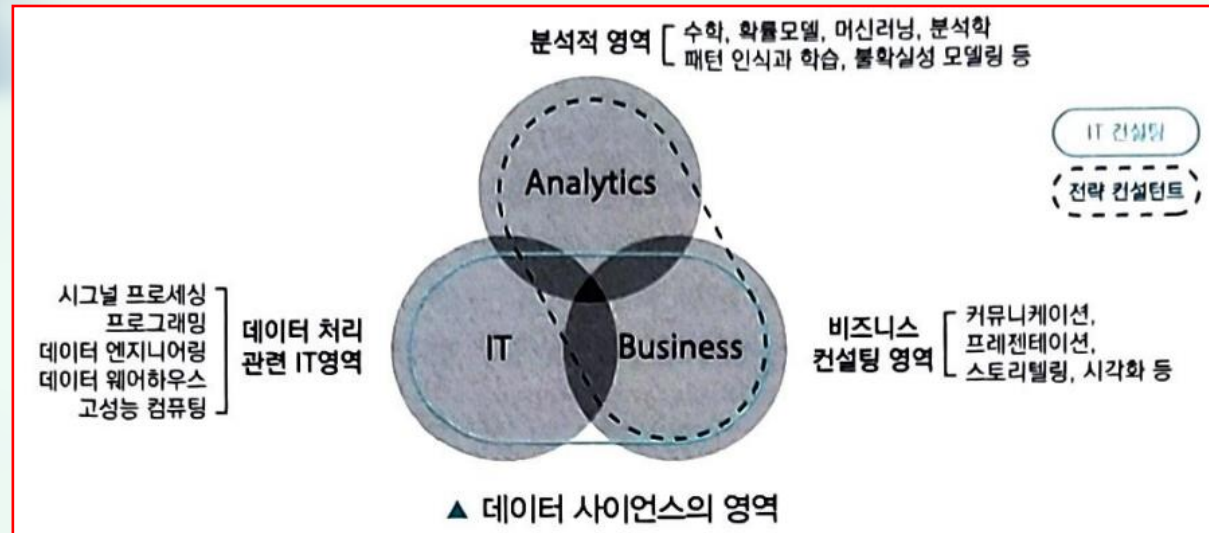 분석적 영역
수학, 확률모델, 머신러닝, 분석학
패턴 인식과 학습, 불확실성 모델링 등
IT 컨설팅
전략 컨설턴트
Analytics
시그널 프로세싱
프로그래밍
데이터 엔지니어링
데이터 웨어하우스
고성능 컴퓨팅
데이터 처리
관련 IT영역
IT
Business
비즈니스
컨설팅 영역
커뮤니케이션,
프레젠테이션,
스토리텔링, 시각화 등
▲ 데이터 사이언스의 영역